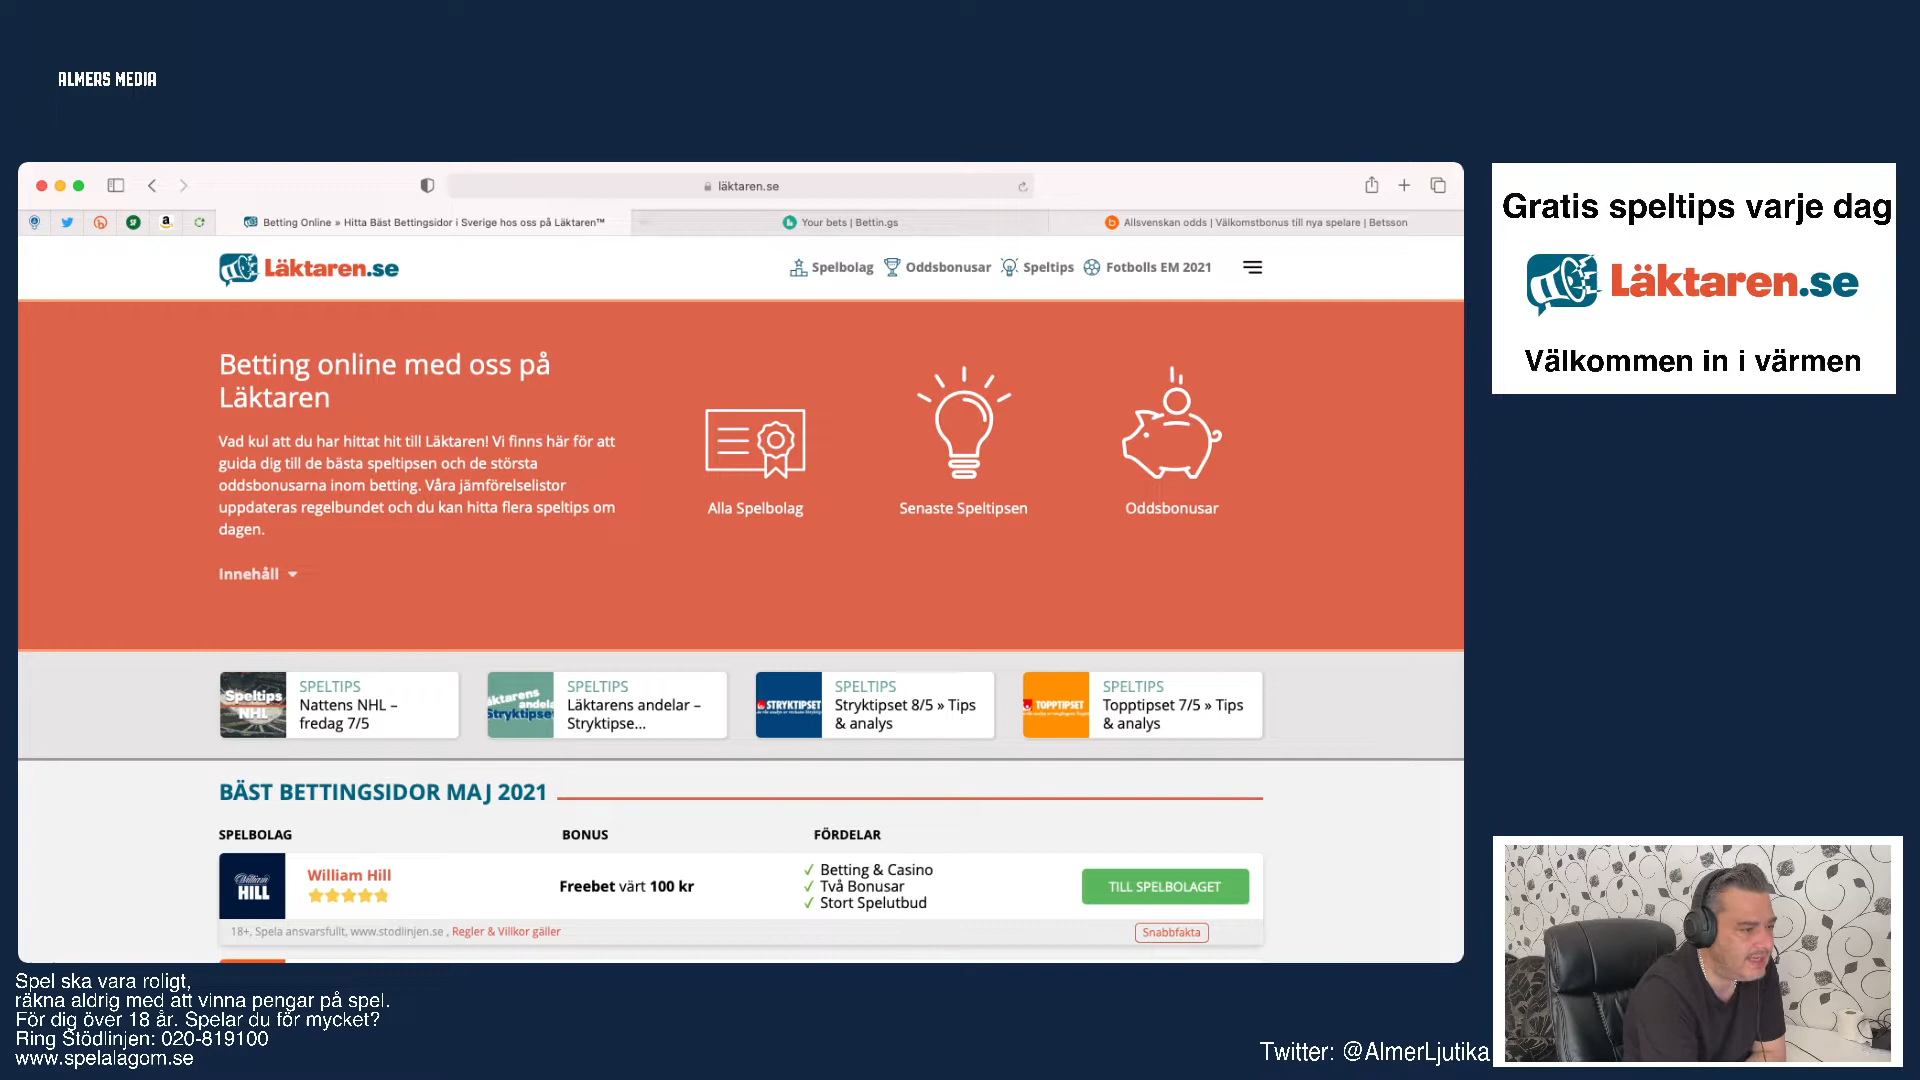 ALMERS MEDIA
läktaren.se
Betting Online » Hitta Bäst Bettingsidor i Sverige hos oss på Läktaren™
Your bets | Bettin.gs
Allsvenskan odds | Välkomstbonus till nya spelare | Betsson
Läktaren.se
Spelbolag
Oddsbonusar
Speltips
Fotbolls EM 2021
Betting online med oss på
Läktaren
Vad kul att du har hittat hit till Läktaren! Vi finns här för att
guida dig till de bästa speltipsen och de största
oddsbonusarna inom betting. Våra jämförelselistor
uppdateras regelbundet och du kan hitta flera speltips om
dagen.
Innehåll
Alla Spelbolag
Senaste Speltipsen
Oddsbonusar
Speltips
NHL
SPELTIPS
Nattens NHL –
fredag 7/5
Stryktipset
SPELTIPS
Läktarens andelar –
Stryktipse...
STRYKTIPSET
SPELTIPS
Stryktipset 8/5 » Tips
& analys
TOPPTIPSET
SPELTIPS
Topptipset 7/5 » Tips
& analys
BÄST BETTINGSIDOR MAJ 2021
SPELBOLAG
BONUS
FÖRDELAR
William
HILL
William Hill
Freebet värt 100 kr
Betting & Casino
Två Bonusar
Stort Spelutbud
TILL SPELBOLAGET
18+, Spela ansvarsfullt, www.stodlinjen.se , Regler & Villkor gäller
Snabbfakta
Gratis speltips varje dag
Läktaren.se
Välkommen in i värmen
Spel ska vara roligt,
räkna aldrig med att vinna pengar på spel.
För dig över 18 år. Spelar du för mycket?
Ring Stödlinjen: 020-819100
www.spelalagom.se
Twitter: @AlmerLjutika